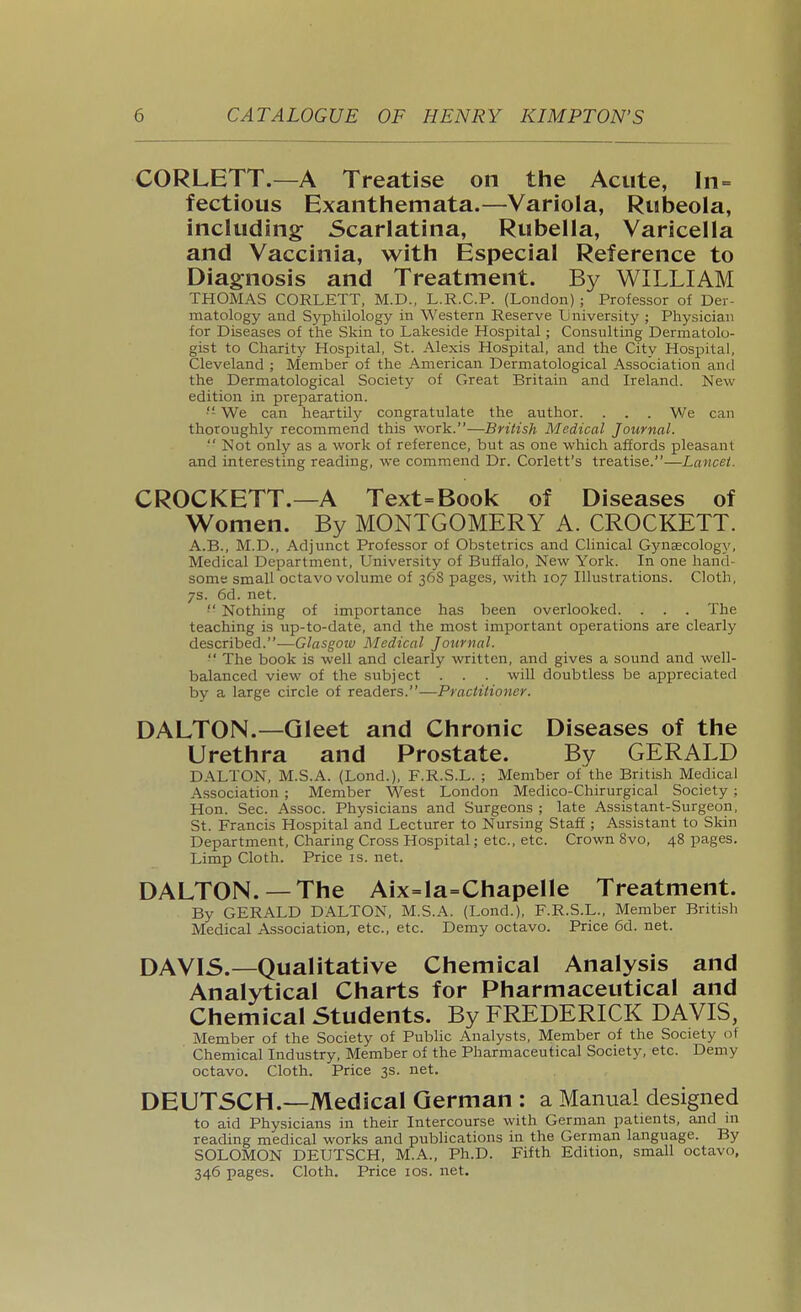 6 CATALOGUE OF HENRY KIMPTON'S
CORLETT.—A Treatise on the Acute, In=
fectious Exanthemata.—Variola, Rubeola,
including Scarlatina, Rubella, Varicella
and Vaccinia, with Especial Reference to
Diagnosis and Treatment. By WILLIAM
THOMAS CORLETT, M.D., L.R.C.P. (London) ; Professor of Der-
matology and Syphilology in Western Reserve University ; Physician
for Diseases of the Skin to Lakeside Hospital ; Consulting Dermatolo-
gist to Charity Hospital, St. Alexis Hospital, and the City Hospital,
Cleveland ; Member of the American Dermatological Association and
the Dermatological Society of Great Britain and Ireland. New
edition in preparation.
“ We can heartily congratulate the author. . . . We can
thoroughly recommend this work.”—British Medical Journal.
“ Not only as a work of reference, but as one which affords pleasant
and interesting reading, we commend Dr. Corlett's treatise.”—Lancet.
CROCKETT.—A Text=Book of Diseases of
Women. By MONTGOMERY A. CROCKETT.
A.B., M.D., Adjunct Professor of Obstetrics and Clinical Gynæcology,
Medical Department, University of Buffalo, New York. In one hand-
some small octavo volume of 368 pages, with 107 Illustrations. Cloth,
7s. 6d. net.
“ Nothing of importance has been overlooked. . . . The
teaching is up-to-date, and the most important operations are clearly
described.”—Glasgow Medical Journal.
“ The book is well and clearly written, and gives a sound and well-
balanced view of the subject . . . will doubtless be appreciated
by a large circle of readers.”—Practitioner.
DALTON.—Gleet and Chronic Diseases of the
Urethra and Prostate. By GERALD
DALTON, M.S.A. (Lond.), F.R.S.L. ; Member of the British Medical
Association ; Member West London Medico-Chirurgical Society ;
Hon. Sec. Assoc. Physicians and Surgeons ; late Assistant-Surgeon,
St. Francis Hospital and Lecturer to Nursing Staff ; Assistant to Skin
Department, Charing Cross Hospital ; etc., etc. Crown 8vo, 48 pages.
Limp Cloth. Price 1s. net.
DALTON. — The Aix=la=Chapelle Treatment.
By GERALD DALTON, M.S.A. (Lond.), F.R.S.L., Member British
Medical Association, etc., etc. Demy octavo. Price 6d. net.
DAVIS.—Qualitative Chemical Analysis and
Analytical Charts for Pharmaceutical and
Chemical Students. By FREDERICK DAVIS,
Member of the Society of Public Analysts, Member of the Society of
Chemical Industry, Member of the Pharmaceutical Society, etc. Demy
octavo. Cloth. Price 3s. net.
DEUTSCH.—Medical German : a Manual designed
to aid Physicians in their Intercourse with German patients, and in
reading medical works and publications in the German language. By
SOLOMON DEUTSCH, M.A., Ph.D. Fifth Edition, small octavo,
346 pages. Cloth. Price 10s. net.